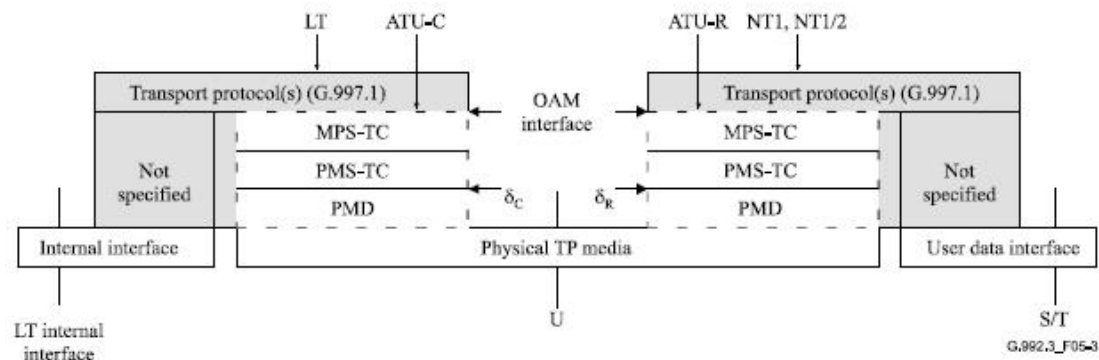 LT
ATU-C
ATU-R
NT1, NT1/2
Transport protocol(s) (G.997.1)
OAM
interface
Transport protocol(s) (G.997.1)
MPS-TC
MPS-TC
Not
specified
PMS-TC
PMS-TC
Not
specified
δC
δR
PMD
PMD
Internal interface
Physical TP media
User data interface
LT internal
interface
U
S/T
G.992.3_F05-3